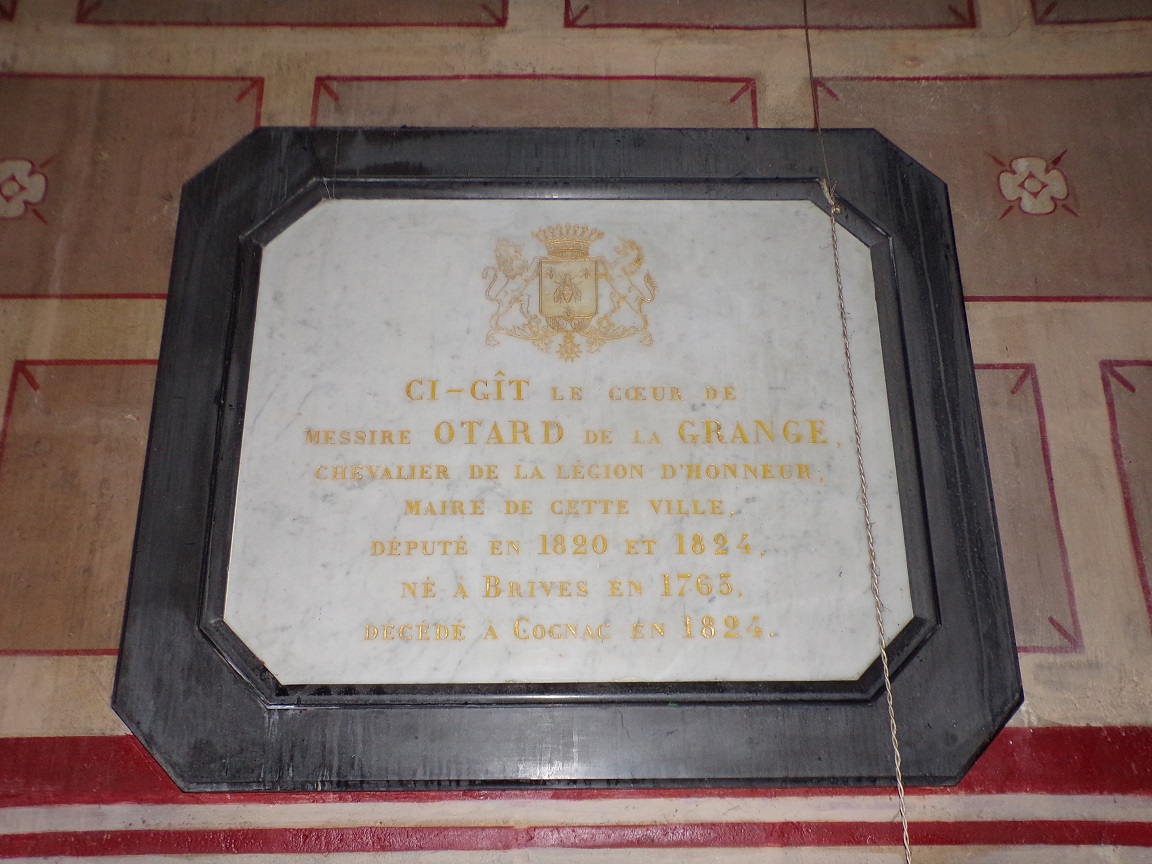 CI-GÎT LE CŒUR DE
MESSIRE OTARD DE LA GRANGE,
CHEVALIER DE LA LÉGION D'HONNEUR,
MAIRE DE CETTE VILLE,
DÉPUTÉ EN 1820 ET 1824,
NÉ À BRIVES EN 1763,
DÉCÉDÉ A COGNAC EN 1824.